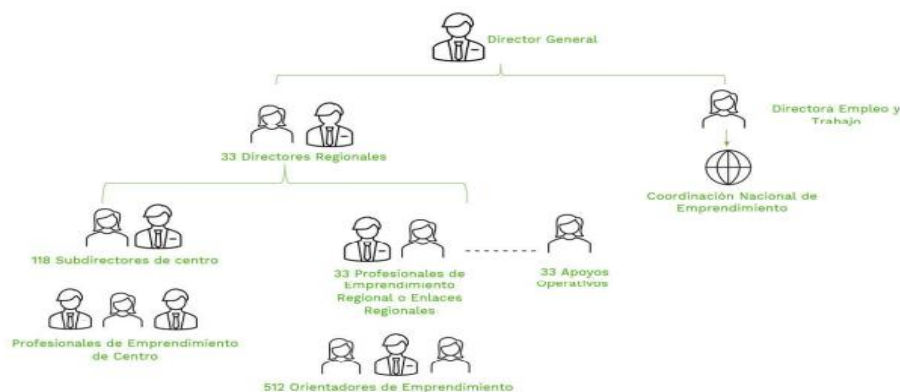 Director General
Directora Empleo y
Trabajo
33 Directores Regionales
Coordinación Nacional de
Emprendimiento
118 Subdirectores de centro
33 Profesionales de
Emprendimiento
Regional o Enlaces
Regionales
33 Apoyos
Operativos
Profesionales de Emprendimiento
de Centro
512 Orientadores de Emprendimiento